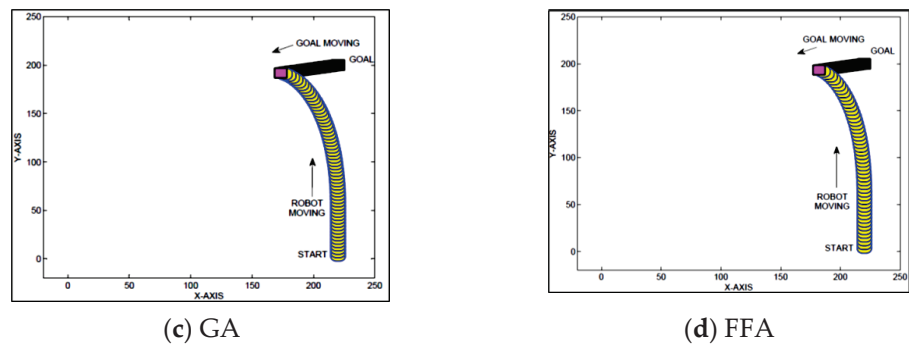 250
200
150
100
50
0
Y-AXIS
GOAL MOVING
GOAL
ROBOT
MOVING
START
0 50 100 150 200 250
X-AXIS
(c) GA
250
200
150
100
50
0
Y-AXIS
GOAL MOVING
GOAL
ROBOT
MOVING
START
0 50 100 150 200 250
X-AXIS
(d) FFA